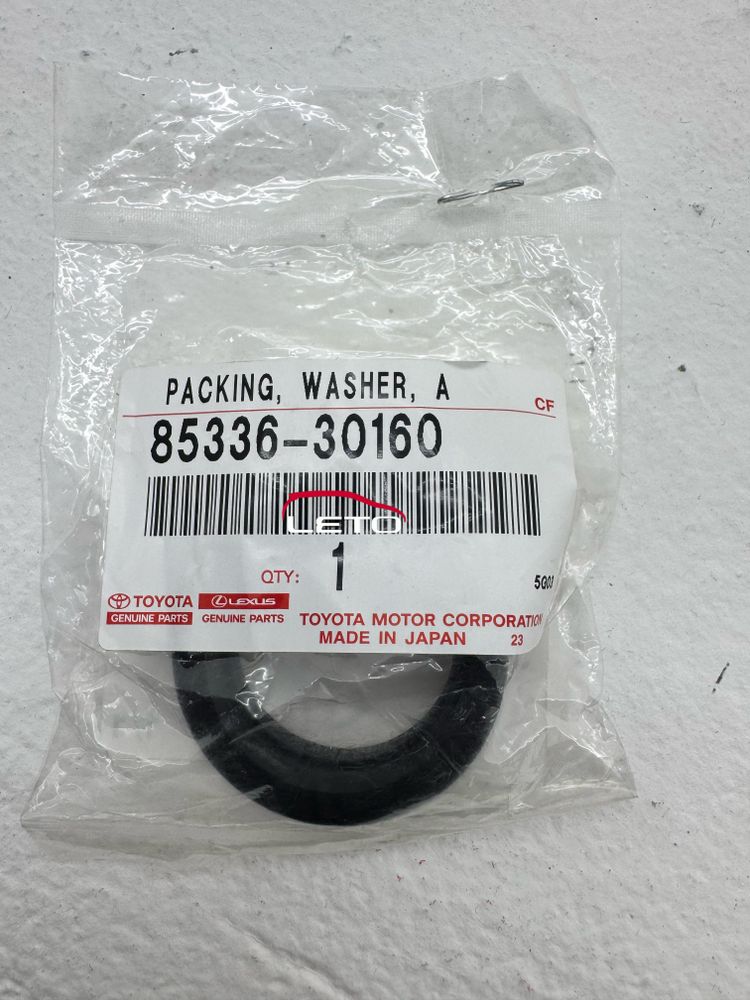 PACKING, WASHER, A
CF
85336-30160
LETO
QTY: 1
5G03
TOYOTA LEXUS
GENUINE PARTS GENUINE PARTS
TOYOTA MOTOR CORPORATION
MADE IN JAPAN 23